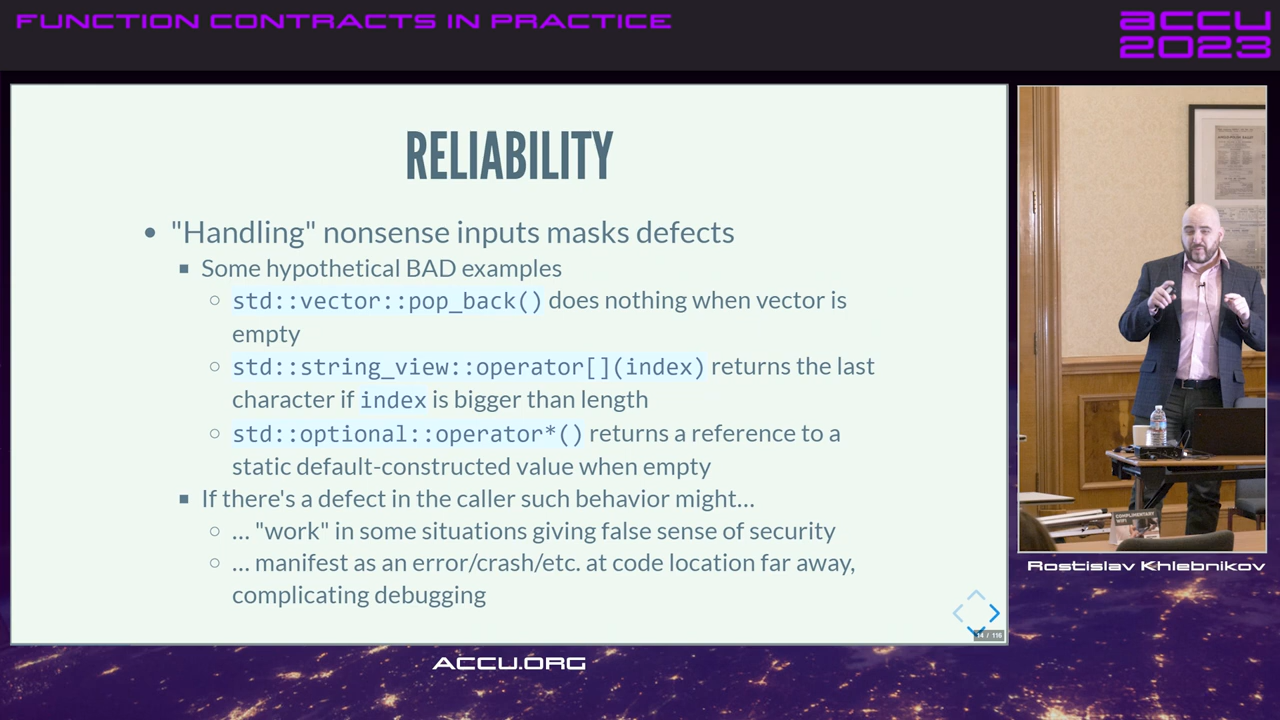 FUNCTION CONTRACTS IN PRACTICE
accu
2023
RELIABILITY
"Handling" nonsense inputs masks defects
Some hypothetical BAD examples
std::vector::pop_back() does nothing when vector is
empty
std::string_view::operator[](index) returns the last
character if index is bigger than length
std::optional::operator*() returns a reference to a
static default-constructed value when empty
If there's a defect in the caller such behavior might...
... "work" in some situations giving false sense of security
... manifest as an error/crash/etc. at code location far away,
complicating debugging
14 / 116
COMPLIMENTARY
WIFI
Rostislav Khlebnikov
ACCU.ORG